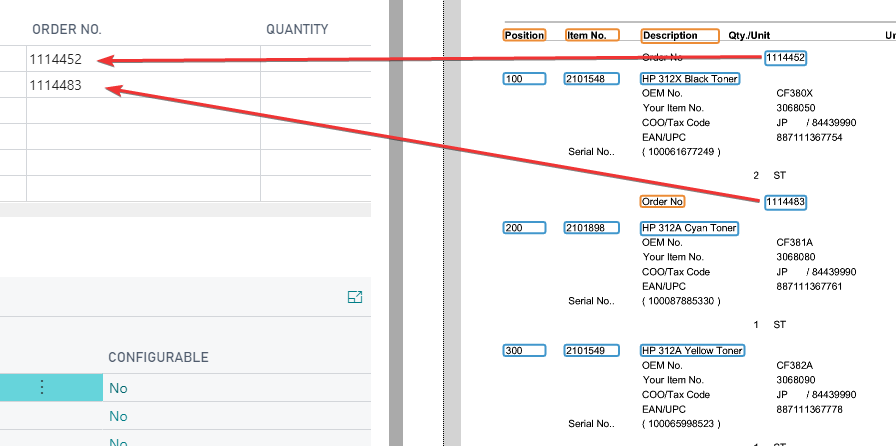 ORDER NO. QUANTITY
1114452
1114483
CONFIGURABLE
No
No
No
Position Item No. Description Qty./Unit
Order No 1114452
100 2101548 HP 312X Black Toner
OEM No. CF380X
Your Item No. 3068050
COO/Tax Code JP / 84439990
EAN/UPC 887111367754
Serial No.. ( 100061677249 )
2 ST
Order No 1114483
200 2101898 HP 312A Cyan Toner
OEM No. CF381A
Your Item No. 3068080
COO/Tax Code JP / 84439990
EAN/UPC 887111367761
Serial No.. ( 100087885330 )
1 ST
300 2101549 HP 312A Yellow Toner
OEM No. CF382A
Your Item No. 3068090
COO/Tax Code JP / 84439990
EAN/UPC 887111367778
Serial No.. ( 100065998523 )
1 ST